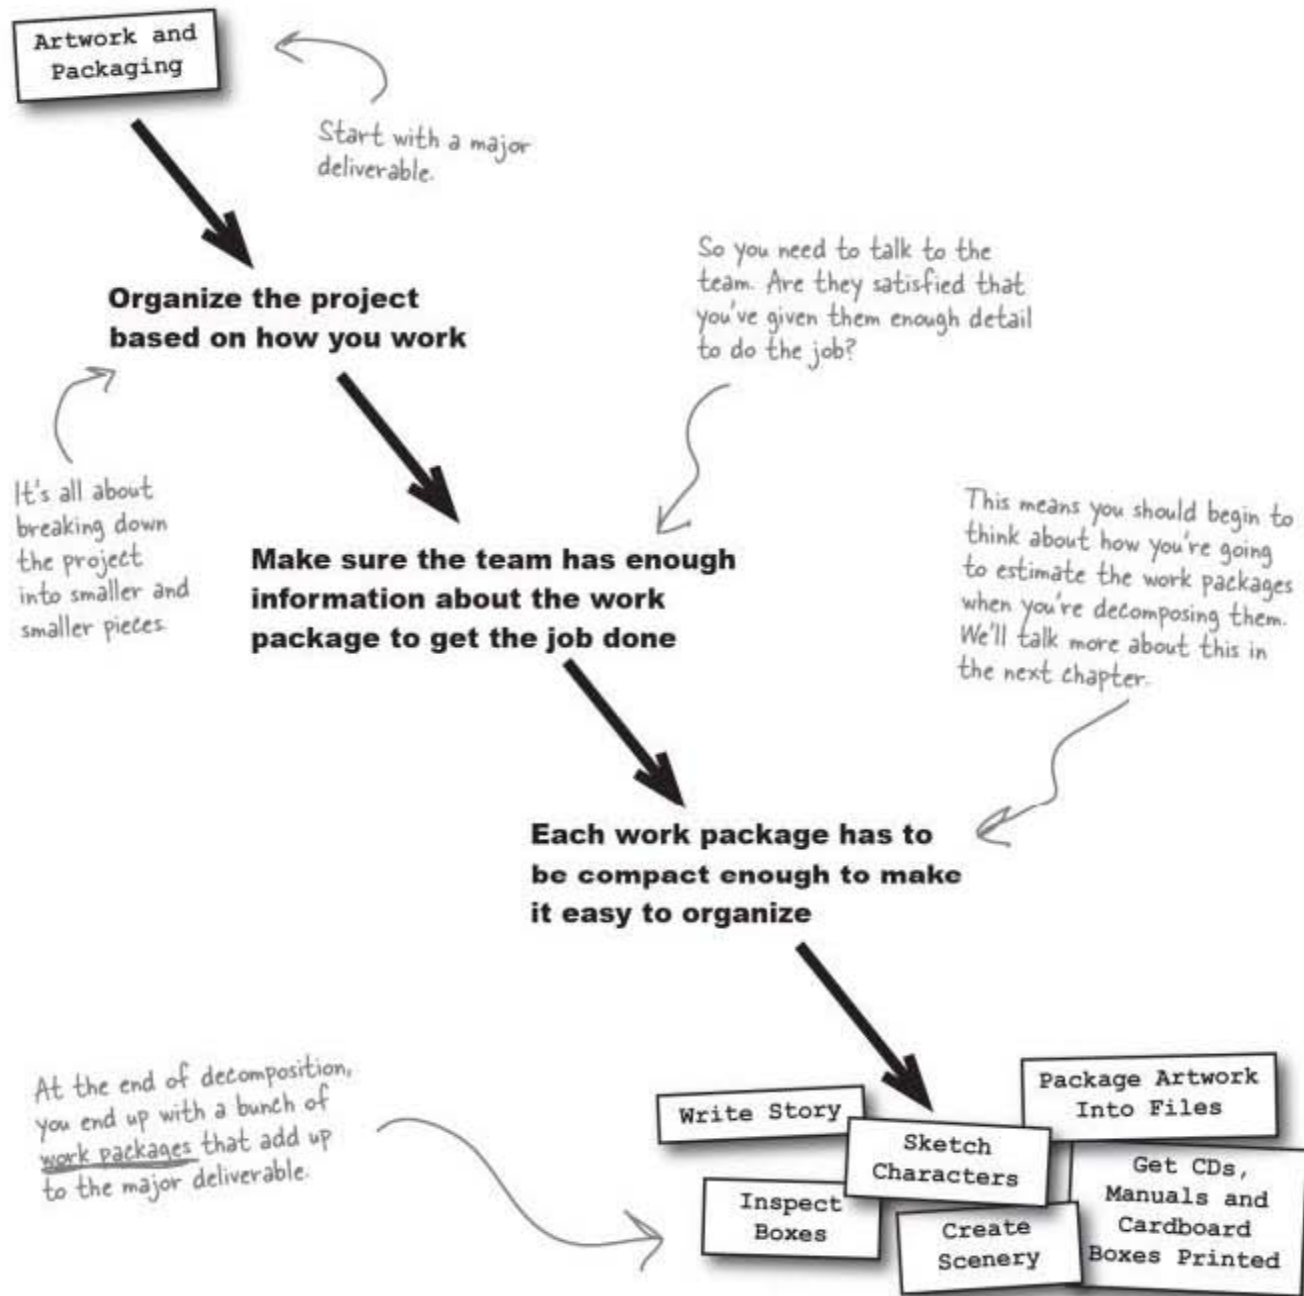 Artwork and
Packaging
Start with a major
deliverable.
Organize the project
based on how you work
So you need to talk to the
team. Are they satisfied that
you've given them enough detail
to do the job?
It's all about
breaking down
the project
into smaller and
smaller pieces.
Make sure the team has enough
information about the work
package to get the job done
This means you should begin to
think about how you're going
to estimate the work packages
when you're decomposing them.
We'll talk more about this in
the next chapter.
Each work package has to
be compact enough to make
it easy to organize
At the end of decomposition,
you end up with a bunch of
work packages that add up
to the major deliverable.
Write Story
Sketch
Characters
Package Artwork
Into Files
Inspect
Boxes
Create
Scenery
Get CDs,
Manuals and
Cardboard
Boxes Printed